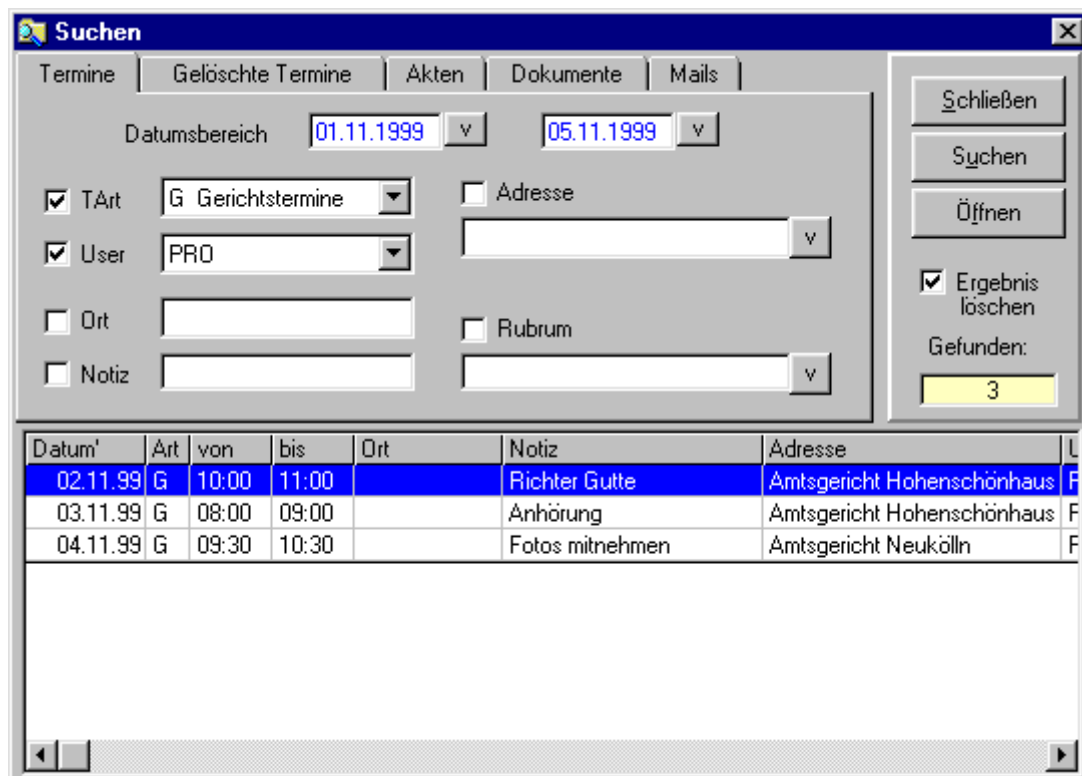 Suchen
Termine Gelöschte Termine Akten Dokumente Mails
Datumsbereich 01.11.1999 v 05.11.1999 v
TArt G Gerichtstermine
User PRO
Ort
Notiz
Adresse
v
Rubrum
v
Schließen
Suchen
Öffnen
Ergebnis
löschen
Gefunden:
3
Datum' Art von bis Ort Notiz Adresse
02.11.99 G 10:00 11:00 Richter Gutte Amtsgericht Hohenschönhaus
03.11.99 G 08:00 09:00 Anhörung Amtsgericht Hohenschönhaus
04.11.99 G 09:30 10:30 Fotos mitnehmen Amtsgericht Neukölln